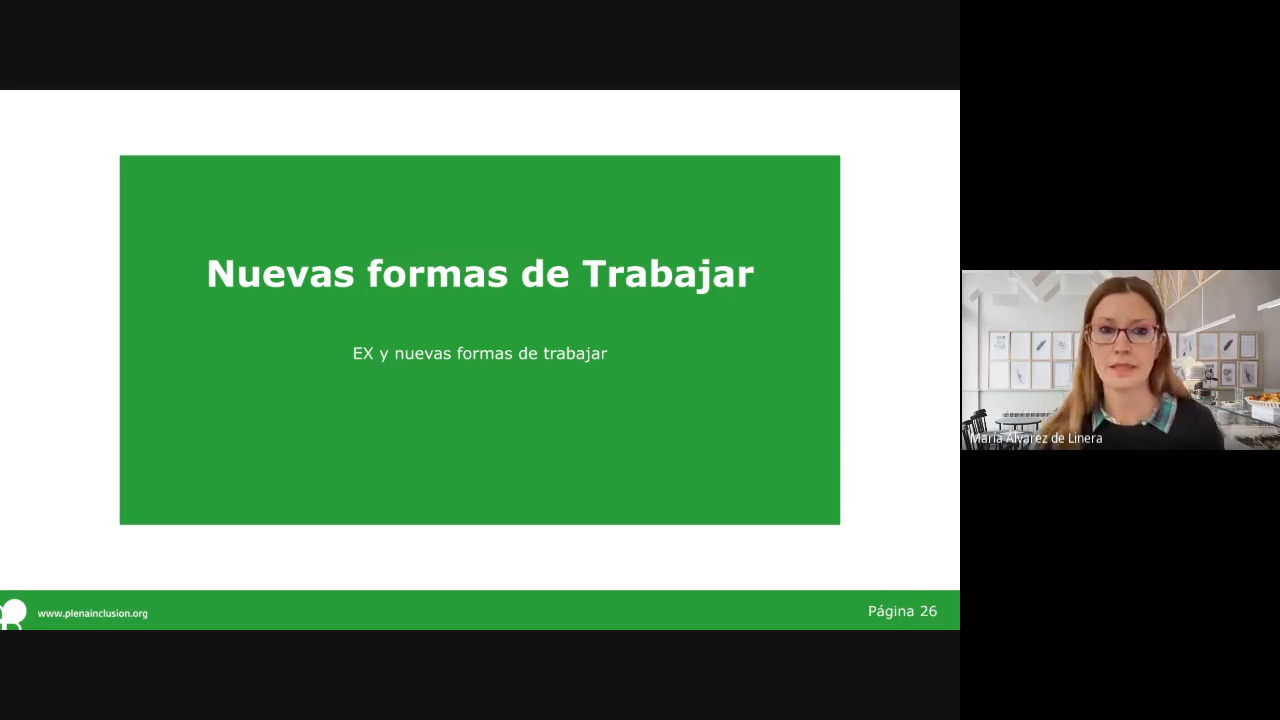 Nuevas formas de Trabajar
EX y nuevas formas de trabajar
www.plenainclusion.org
Página 26
María Álvarez de Linera